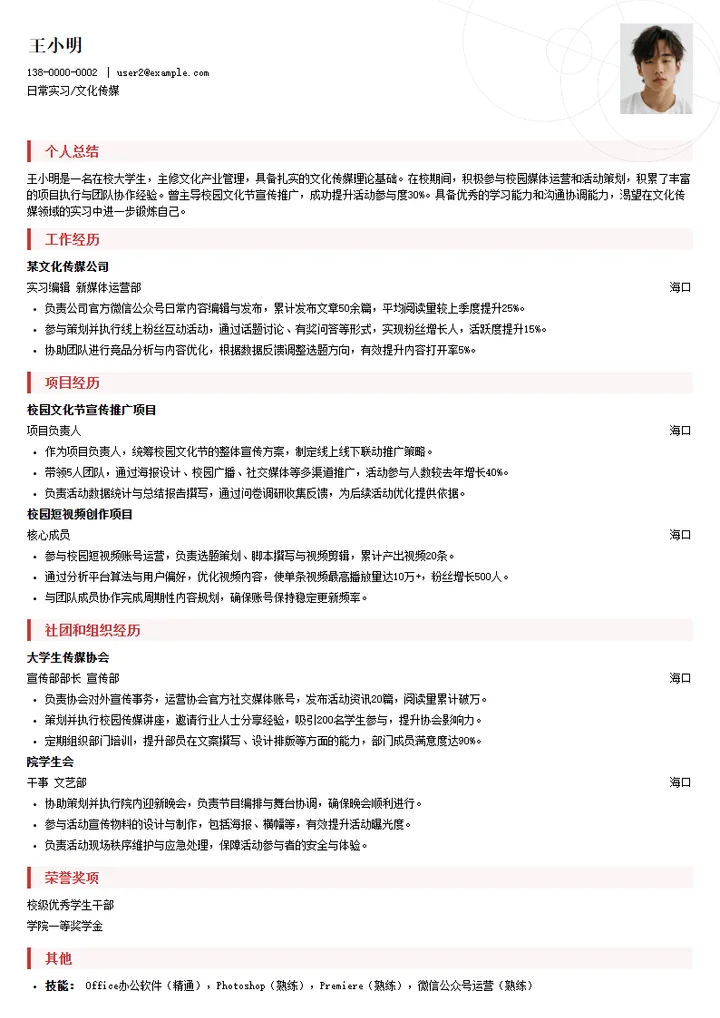 王小明
138-0000-0002 | user2@example.com
日常实习/文化传媒
个人总结
王小明是一名在校大学生，主修文化产业管理，具备扎实的文化传媒理论基础。在校期间，积极参与校园媒体运营和活动策划，积累了丰富
的项目执行与团队协作经验。曾主导校园文化节宣传推广，成功提升活动参与度30%。具备优秀的学习能力和沟通协调能力，渴望在文化传
媒领域的实习中进一步锻炼自己。
工作经历
某文化传媒公司
实习编辑 新媒体运营部 海口
• 负责公司官方微信公众号日常内容编辑与发布，累计发布文章50余篇，平均阅读量较上季度提升25%。
• 参与策划并执行线上粉丝互动活动，通过话题讨论、有奖问答等形式，实现粉丝增长人，活跃度提升15%。
• 协助团队进行竞品分析与内容优化，根据数据反馈调整选题方向，有效提升内容打开率5%。
项目经历
校园文化节宣传推广项目
项目负责人 海口
• 作为项目负责人，统筹校园文化节的整体宣传方案，制定线上线下联动推广策略。
• 带领5人团队，通过海报设计、校园广播、社交媒体等多渠道推广，活动参与人数较去年增长40%。
• 负责活动数据统计与总结报告撰写，通过问卷调研收集反馈，为后续活动优化提供依据。
校园短视频创作项目
核心成员 海口
• 参与校园短视频账号运营，负责选题策划、脚本撰写与视频剪辑，累计产出视频20条。
• 通过分析平台算法与用户偏好，优化视频内容，使单条视频最高播放量达10万+，粉丝增长500人。
• 与团队成员协作完成周期性内容规划，确保账号保持稳定更新频率。
社团和组织经历
大学生传媒协会
宣传部部长 宣传部 海口
• 负责协会对外宣传事务，运营协会官方社交媒体账号，发布活动资讯20篇，阅读量累计破万。
• 策划并执行校园传媒讲座，邀请行业人士分享经验，吸引200名学生参与，提升协会影响力。
• 定期组织部门培训，提升部员在文案撰写、设计排版等方面的能力，部门成员满意度达90%。
院学生会
干事 文艺部 海口
• 协助策划并执行院内迎新晚会，负责节目编排与舞台协调，确保晚会顺利进行。
• 参与活动宣传物料的设计与制作，包括海报、横幅等，有效提升活动曝光度。
• 负责活动现场秩序维护与应急处理，保障活动参与者的安全与体验。
荣誉奖项
校级优秀学生干部
学院一等奖学金
其他
• 技能： Office办公软件（精通），Photoshop（熟练），Premiere（熟练），微信公众号运营（熟练）